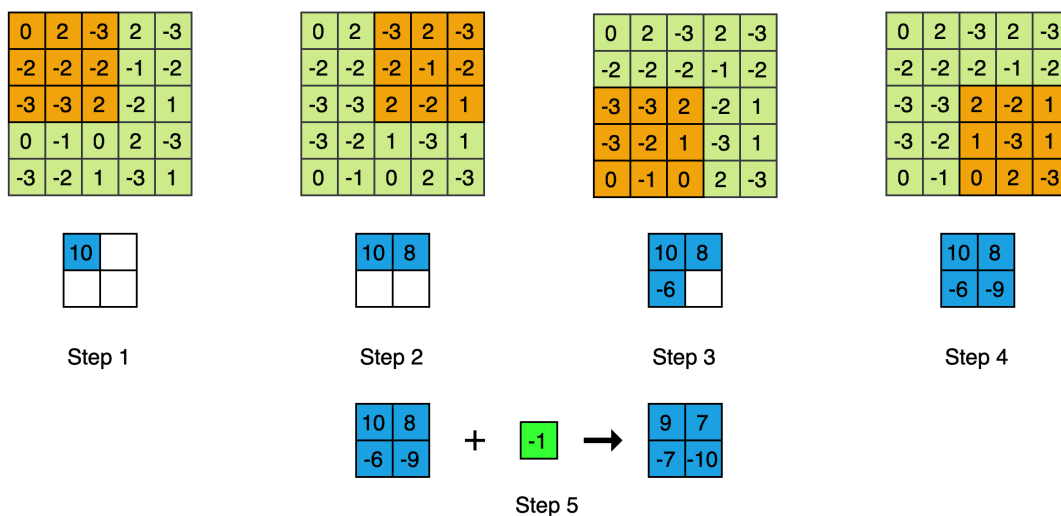 0 2 -3 2 -3 0 2 -3 2 -3 0 2 -3 2 -3 0 2 -3 2 -3
-2 -2 -2 -1 -2 -2 -2 -2 -1 -2 -2 -2 -2 -1 -2 -2 -2 -2 -1 -2
-3 -3 2 -2 1 -3 -3 2 -2 1 -3 -3 2 -2 1 -3 -3 2 -2 1
0 -1 0 2 -3 -3 -2 1 -3 1 -3 -2 1 -3 1 -3 -2 1 -3 1
-3 -2 1 -3 1 0 -1 0 2 -3 0 -1 0 2 -3 0 -1 0 2 -3
10 10 8 10 8 10 8
-6 -6 -9
Step 1 Step 2 Step 3 Step 4
10 8 + -1 9 7
-6 -9 -7 -10
Step 5